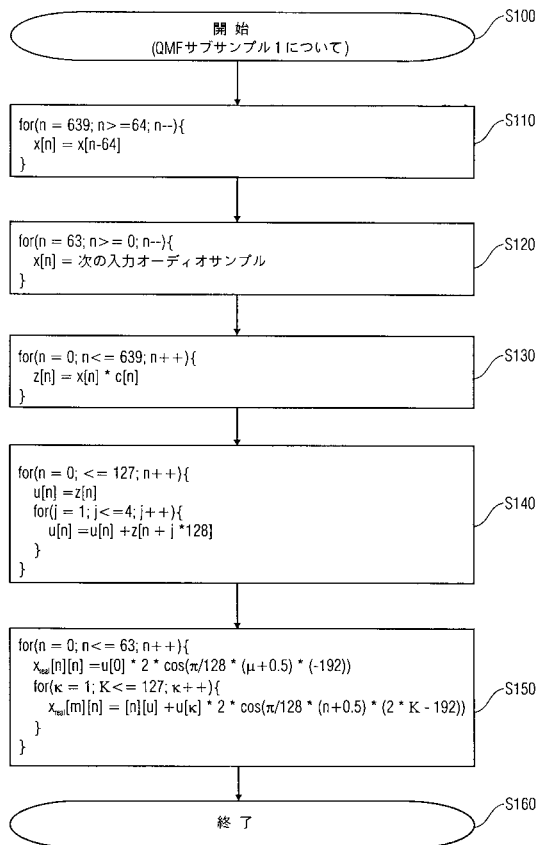 開始
(QMFサブサンプル1について)
S100
for(n = 639; n>=64; n--){
x[n] = x[n-64]
}
S110
for(n = 63; n>= 0; n--){
x[n] = 次の入力オーディオサンプル
}
S120
for(n = 0; n<= 639; n++){
z[n] = x[n] * c[n]
}
S130
for(n = 0; <= 127; n++){
u[n] =z[n]
for(j = 1; j<=4; j++){
u[n] =u[n] +z[n + j *128]
}
}
S140
for(n = 0; n<= 63; n++){
x_real[n][n] =u[0] * 2 * cos(π/128 * (μ+0.5) * (-192))
for(κ = 1; K<= 127; κ++){
x_real[m][n] = [n][u] +u[κ] * 2 * cos(π/128 * (n+0.5) * (2 * K - 192))
}
}
S150
終了
S160